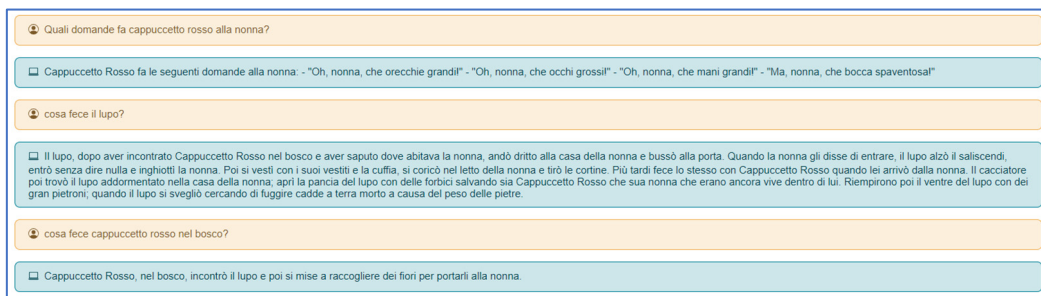 Quali domande fa cappuccetto rosso alla nonna?
Cappuccetto Rosso fa le seguenti domande alla nonna: - "Oh, nonna, che orecchie grandi!" - "Oh, nonna, che occhi grossi!" - "Oh, nonna, che mani grandi!" - "Ma, nonna, che bocca spaventosa!"
cosa fece il lupo?
Il lupo, dopo aver incontrato Cappuccetto Rosso nel bosco e aver saputo dove abitava la nonna, andò dritto alla casa della nonna e bussò alla porta. Quando la nonna gli disse di entrare, il lupo alzò il saliscendi,
entrò senza dire nulla e inghiottì la nonna. Poi si vestì con i suoi vestiti e la cuffia, si coricò nel letto della nonna e tirò le cortine. Più tardi fece lo stesso con Cappuccetto Rosso quando lei arrivò dalla nonna. Il cacciatore
poi trovò il lupo addormentato nella casa della nonna; aprì la pancia del lupo con delle forbici salvando sia Cappuccetto Rosso che sua nonna che erano ancora vive dentro di lui. Riempirono poi il ventre del lupo con dei
gran pietroni; quando il lupo si svegliò cercando di fuggire cadde a terra morto a causa del peso delle pietre.
cosa fece cappuccetto rosso nel bosco?
Cappuccetto Rosso, nel bosco, incontrò il lupo e poi si mise a raccogliere dei fiori per portarli alla nonna.